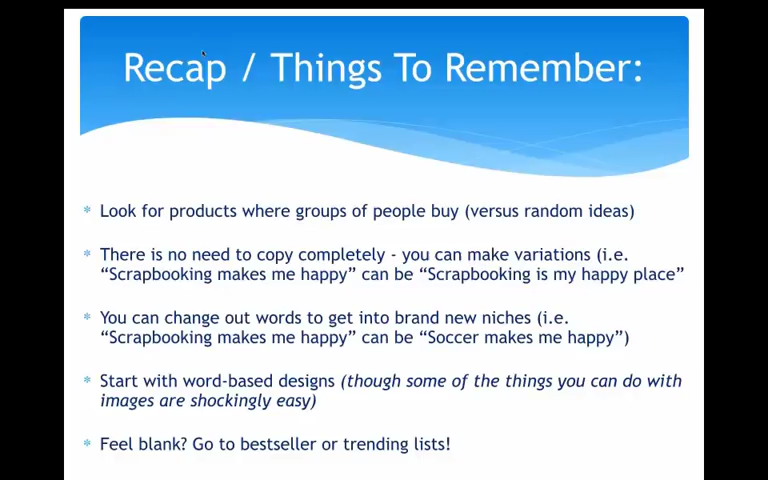 Recap / Things To Remember:
* Look for products where groups of people buy (versus random ideas)
* There is no need to copy completely - you can make variations (i.e.
“Scrapbooking makes me happy” can be “Scrapbooking is my happy place”
* You can change out words to get into brand new niches (i.e.
“Scrapbooking makes me happy” can be “Soccer makes me happy”)
* Start with word-based designs (though some of the things you can do with
images are shockingly easy)
* Feel blank? Go to bestseller or trending lists!